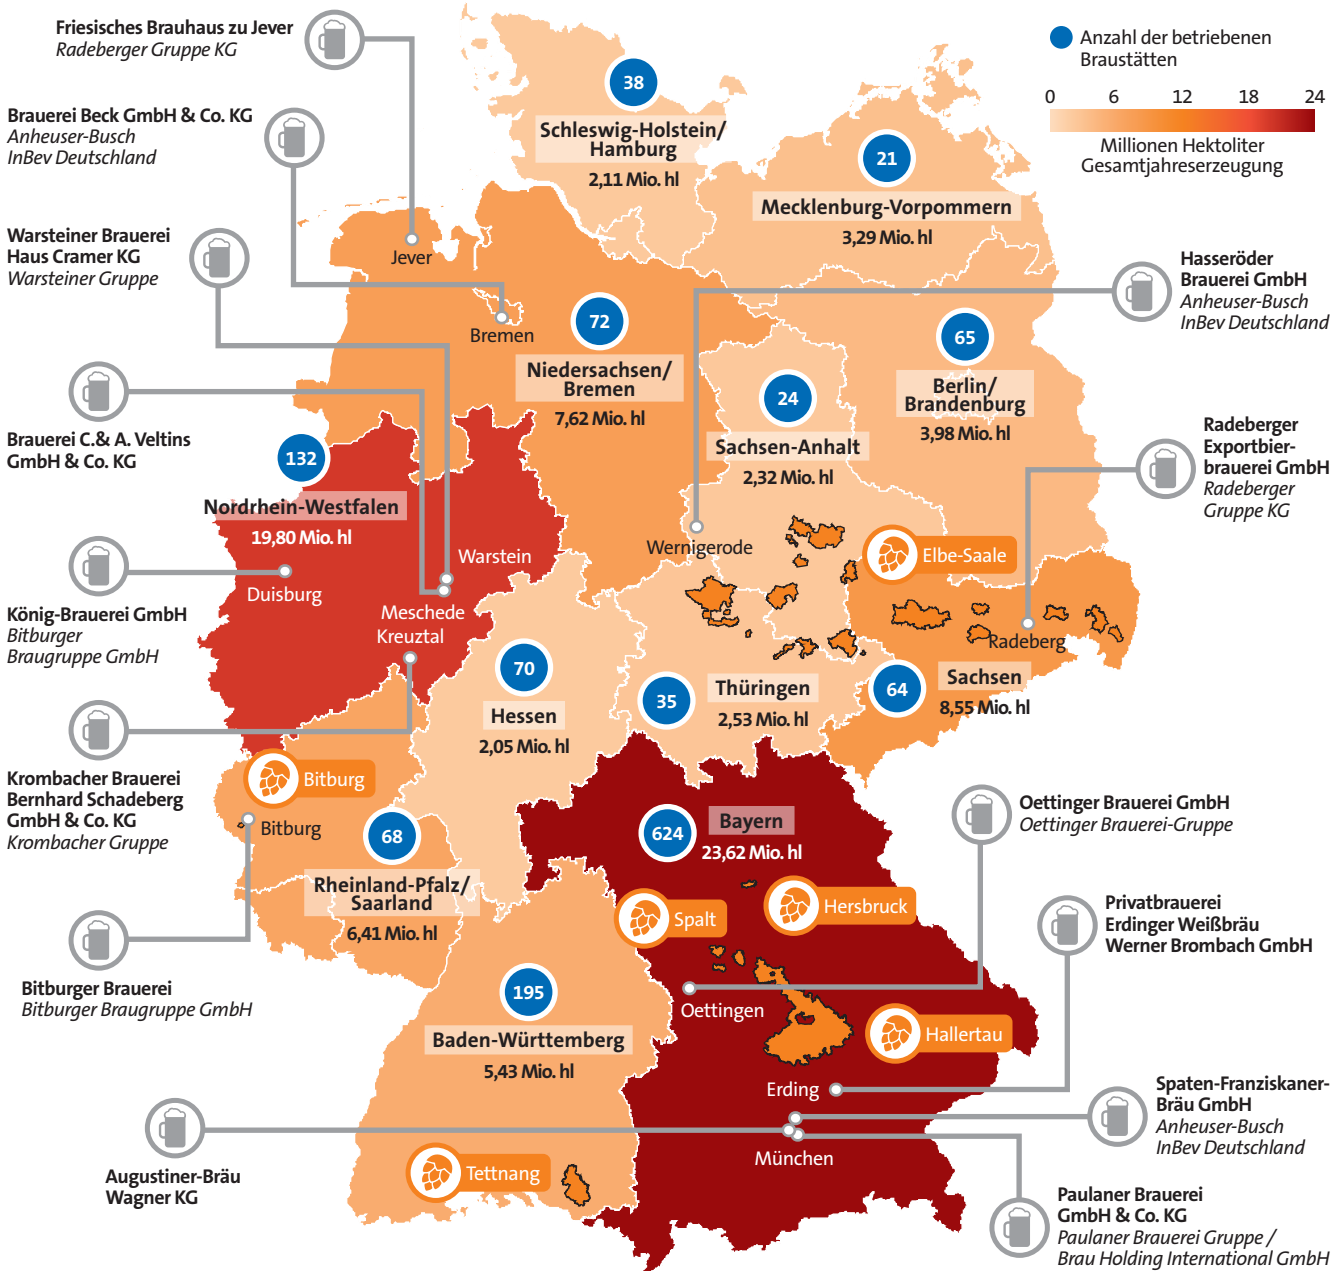 Friesisches Brauhaus zu Jever
Radeberger Gruppe KG
Brauerei Beck GmbH & Co. KG
Anheuser-Busch
InBev Deutschland
Warsteiner Brauerei
Haus Cramer KG
Warsteiner Gruppe
Brauerei C.& A. Veltins
GmbH & Co. KG
König-Brauerei GmbH
Bitburger
Braugruppe GmbH
Krombacher Brauerei
Bernhard Schadeberg
GmbH & Co. KG
Krombacher Gruppe
Bitburger Brauerei
Bitburger Braugruppe GmbH
Augustiner-Bräu
Wagner KG
Anzahl der betriebenen
Braustätten
0 6 12 18 24
Millionen Hektoliter
Gesamtjahreserzeugung
38
Schleswig-Holstein/
Hamburg
2,11 Mio. hl
21
Mecklenburg-Vorpommern
3,29 Mio. hl
Jever
Bremen
72
Niedersachsen/
Bremen
7,62 Mio. hl
65
Berlin/
Brandenburg
3,98 Mio. hl
24
Sachsen-Anhalt
2,32 Mio. hl
132
Nordrhein-Westfalen
19,80 Mio. hl
Warstein
Duisburg
Meschede
Kreuztal
Wernigerode
Elbe-Saale
Radeberg
70
Hessen
2,05 Mio. hl
35
Thüringen
2,53 Mio. hl
64
Sachsen
8,55 Mio. hl
Bitburg
Bitburg
68
Rheinland-Pfalz/
Saarland
6,41 Mio. hl
624
Bayern
23,62 Mio. hl
Spalt
Hersbruck
195
Baden-Württemberg
5,43 Mio. hl
Oettingen
Hallertau
Erding
München
Tettnang
Hasseröder
Brauerei GmbH
Anheuser-Busch
InBev Deutschland
Radeberger
Exportbier-
brauerei GmbH
Radeberger
Gruppe KG
Oettinger Brauerei GmbH
Oettinger Brauerei-Gruppe
Privatbrauerei
Erdinger Weißbräu
Werner Brombach GmbH
Spaten-Franziskaner-
Bräu GmbH
Anheuser-Busch
InBev Deutschland
Paulaner Brauerei
GmbH & Co. KG
Paulaner Brauerei Gruppe /
Brau Holding International GmbH